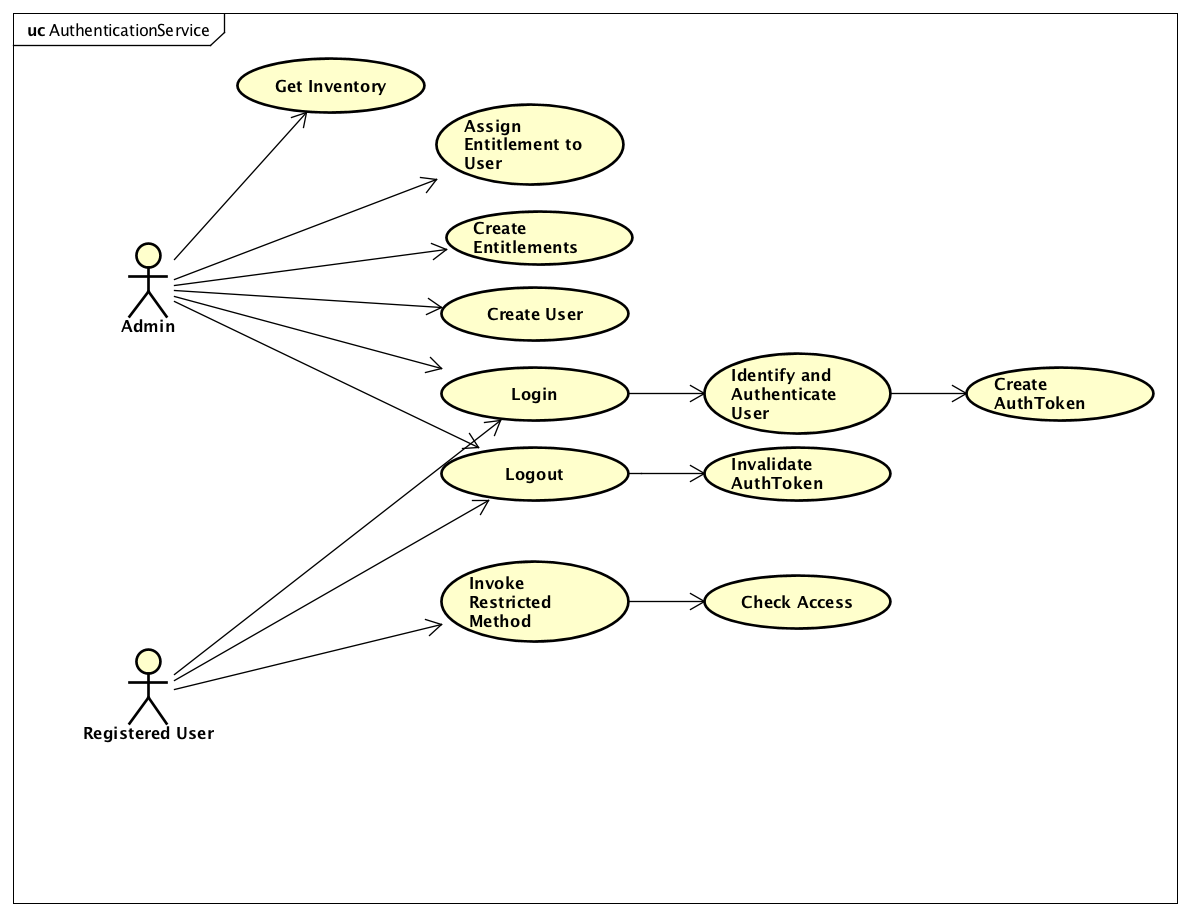 uc AuthenticationService
Get Inventory
Assign
Entitlement to
User
Create
Entitlements
Create User
Admin
Login
Identify and
Authenticate
User
Create
AuthToken
Logout
Invalidate
AuthToken
Invoke
Restricted
Method
Check Access
Registered User